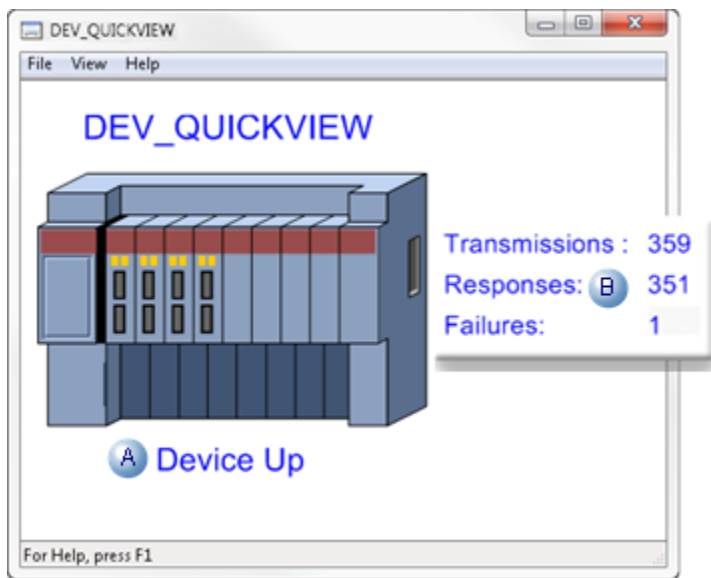 DEV_QUICKVIEW
File View Help
DEV_QUICKVIEW
Transmissions : 359
Responses: B 351
Failures: 1
A Device Up
For Help, press F1